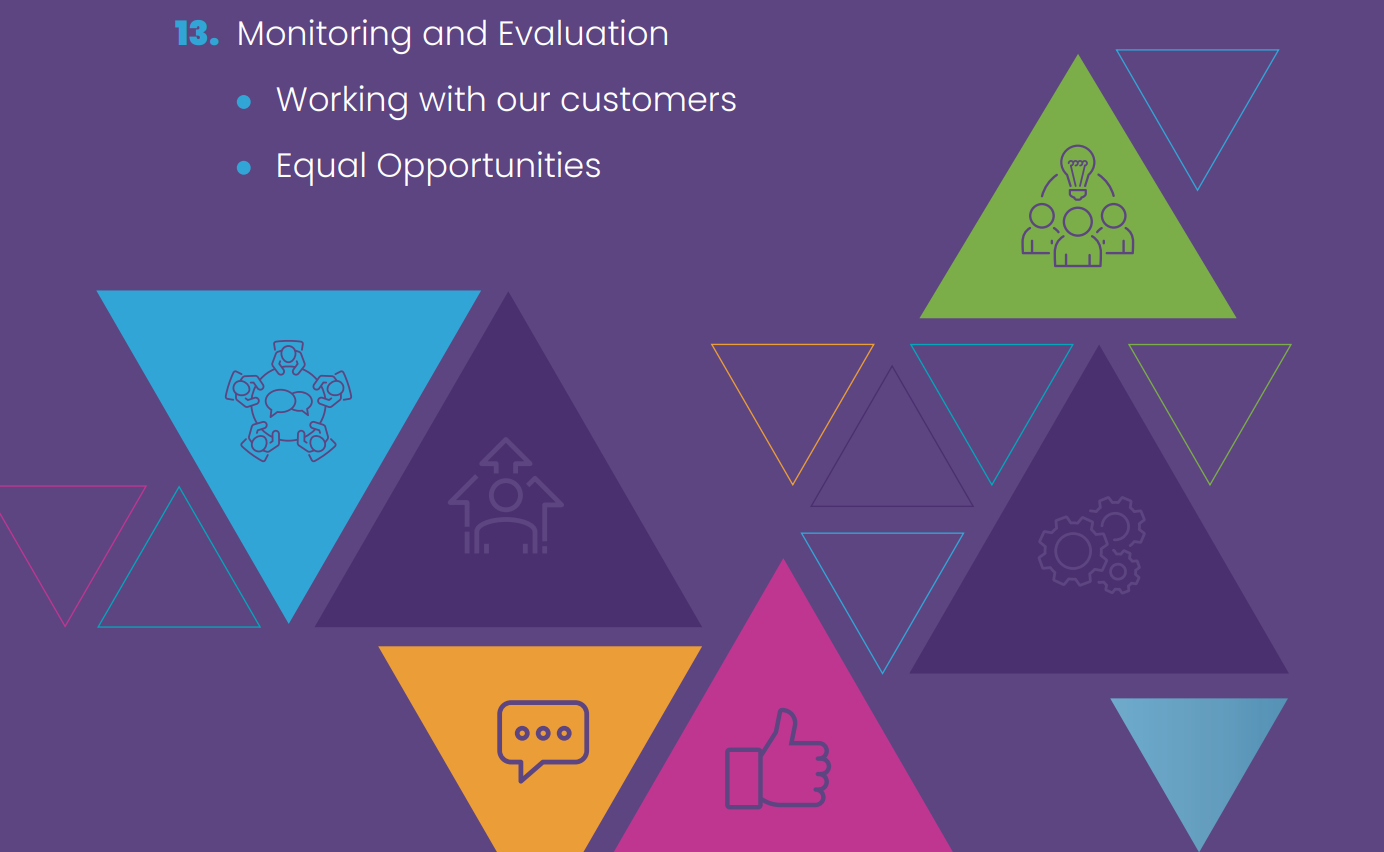 13. Monitoring and Evaluation
• Working with our customers
• Equal Opportunities